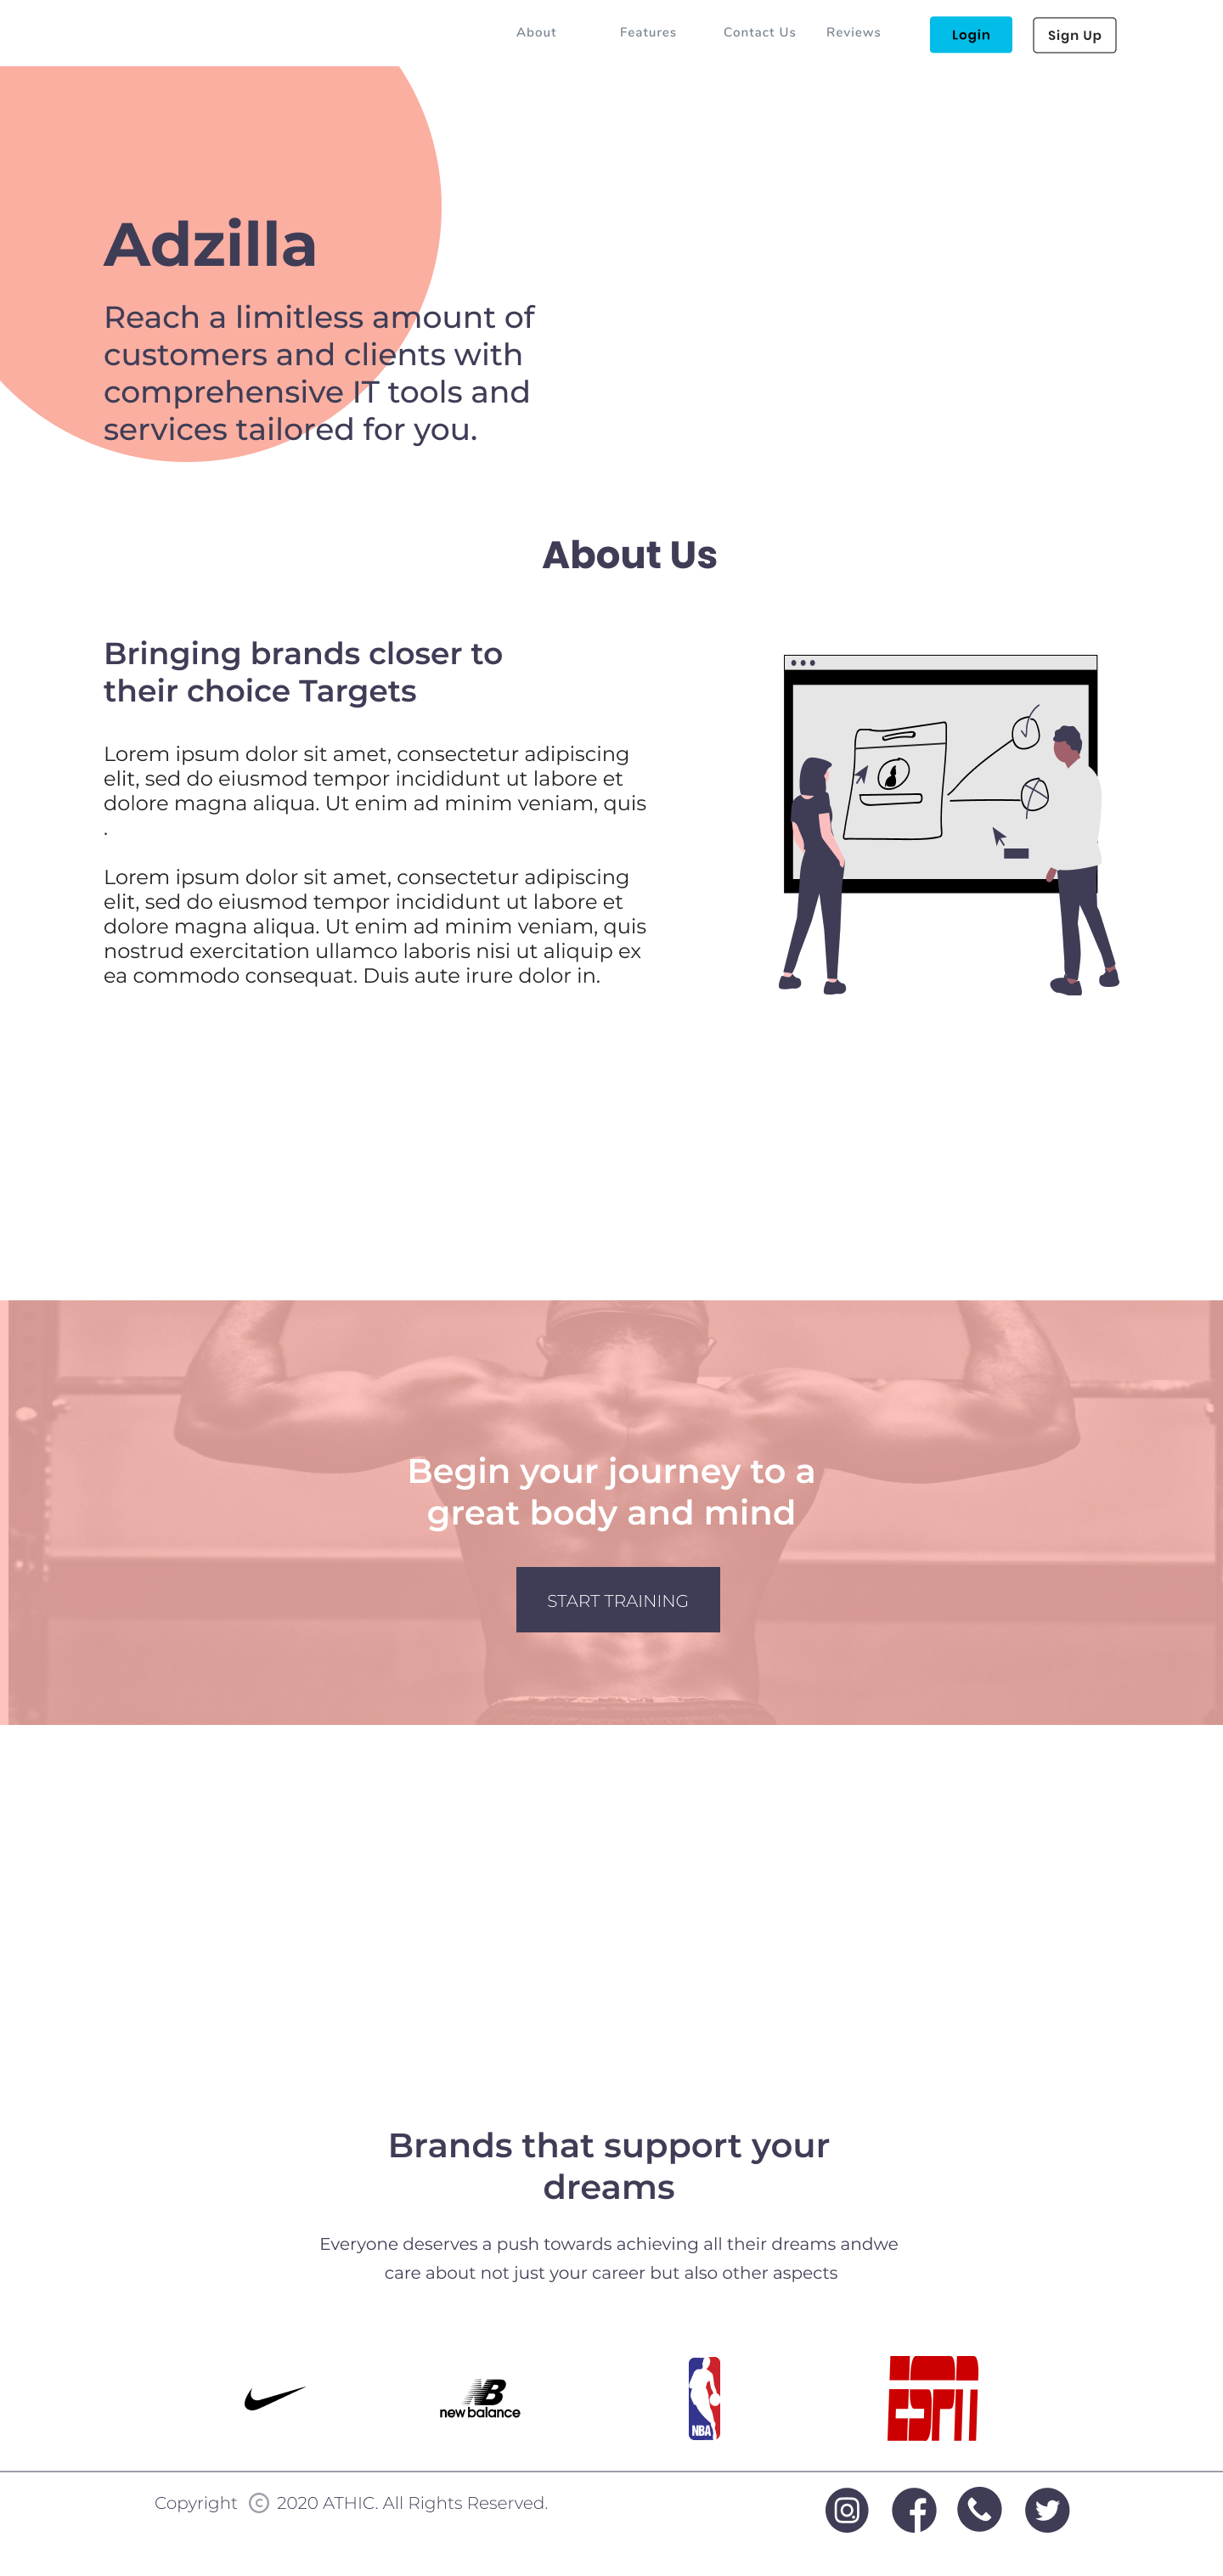 About Features Contact Us Reviews Login Sign Up
Adzilla
Reach a limitless amount of
customers and clients with
comprehensive IT tools and
services tailored for you.
About Us
Bringing brands closer to
their choice Targets
Lorem ipsum dolor sit amet, consectetur adipiscing
elit, sed do eiusmod tempor incididunt ut labore et
dolore magna aliqua. Ut enim ad minim veniam, quis
.
Lorem ipsum dolor sit amet, consectetur adipiscing
elit, sed do eiusmod tempor incididunt ut labore et
dolore magna aliqua. Ut enim ad minim veniam, quis
nostrud exercitation ullamco laboris nisi ut aliquip ex
ea commodo consequat. Duis aute irure dolor in.
Begin your journey to a
great body and mind
START TRAINING
Brands that support your
dreams
Everyone deserves a push towards achieving all their dreams andwe
care about not just your career but also other aspects
NB
new balance
NBA
ESPN
Copyright © 2020 ATHIC. All Rights Reserved.